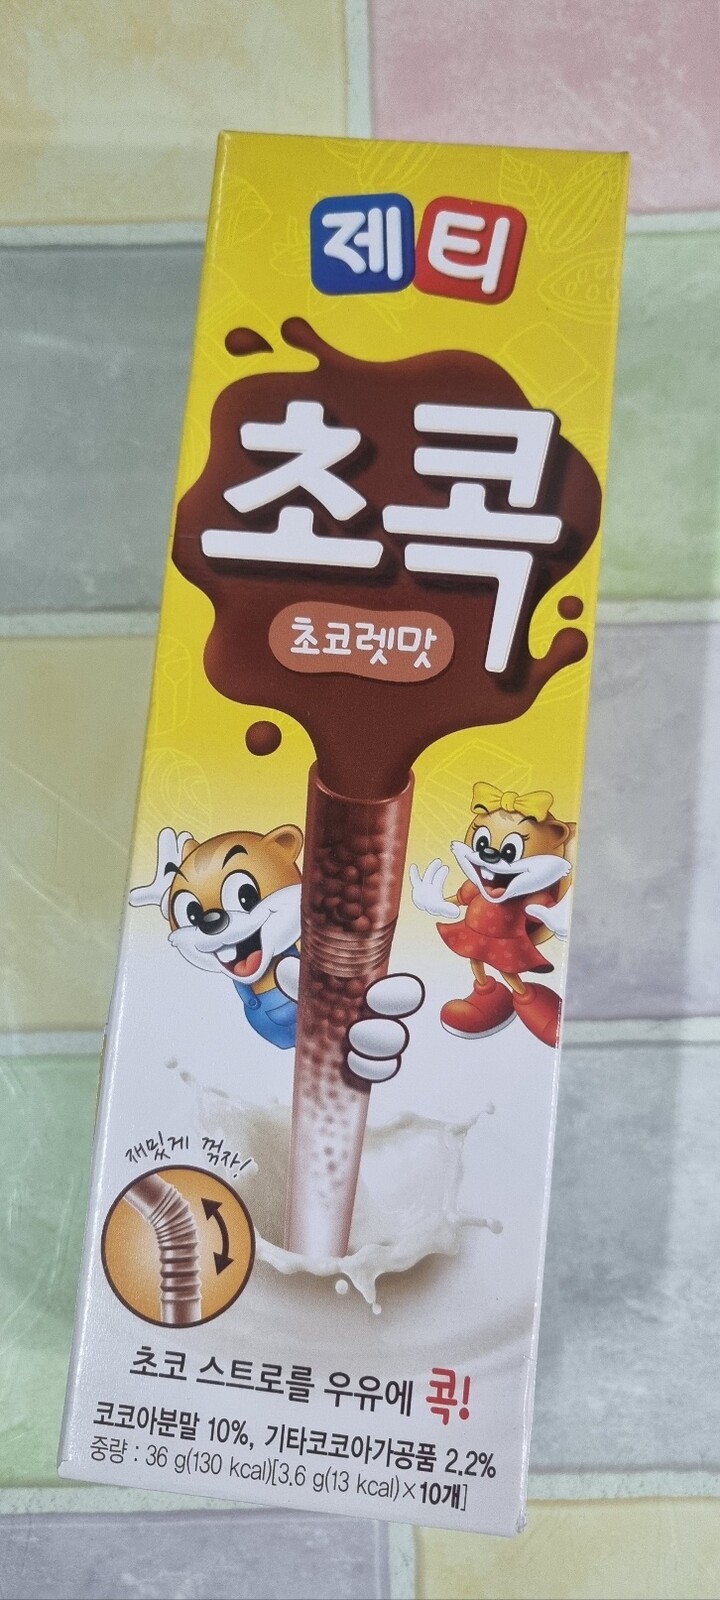 제티
초콕
초코렛맛
재밌게 꺾자!
초코 스트로를 우유에 콕!
코코아분말 10%, 기타코코아가공품 2.2%
중량 : 36 g(130 kcal)[3.6 g(13 kcal)×10개]